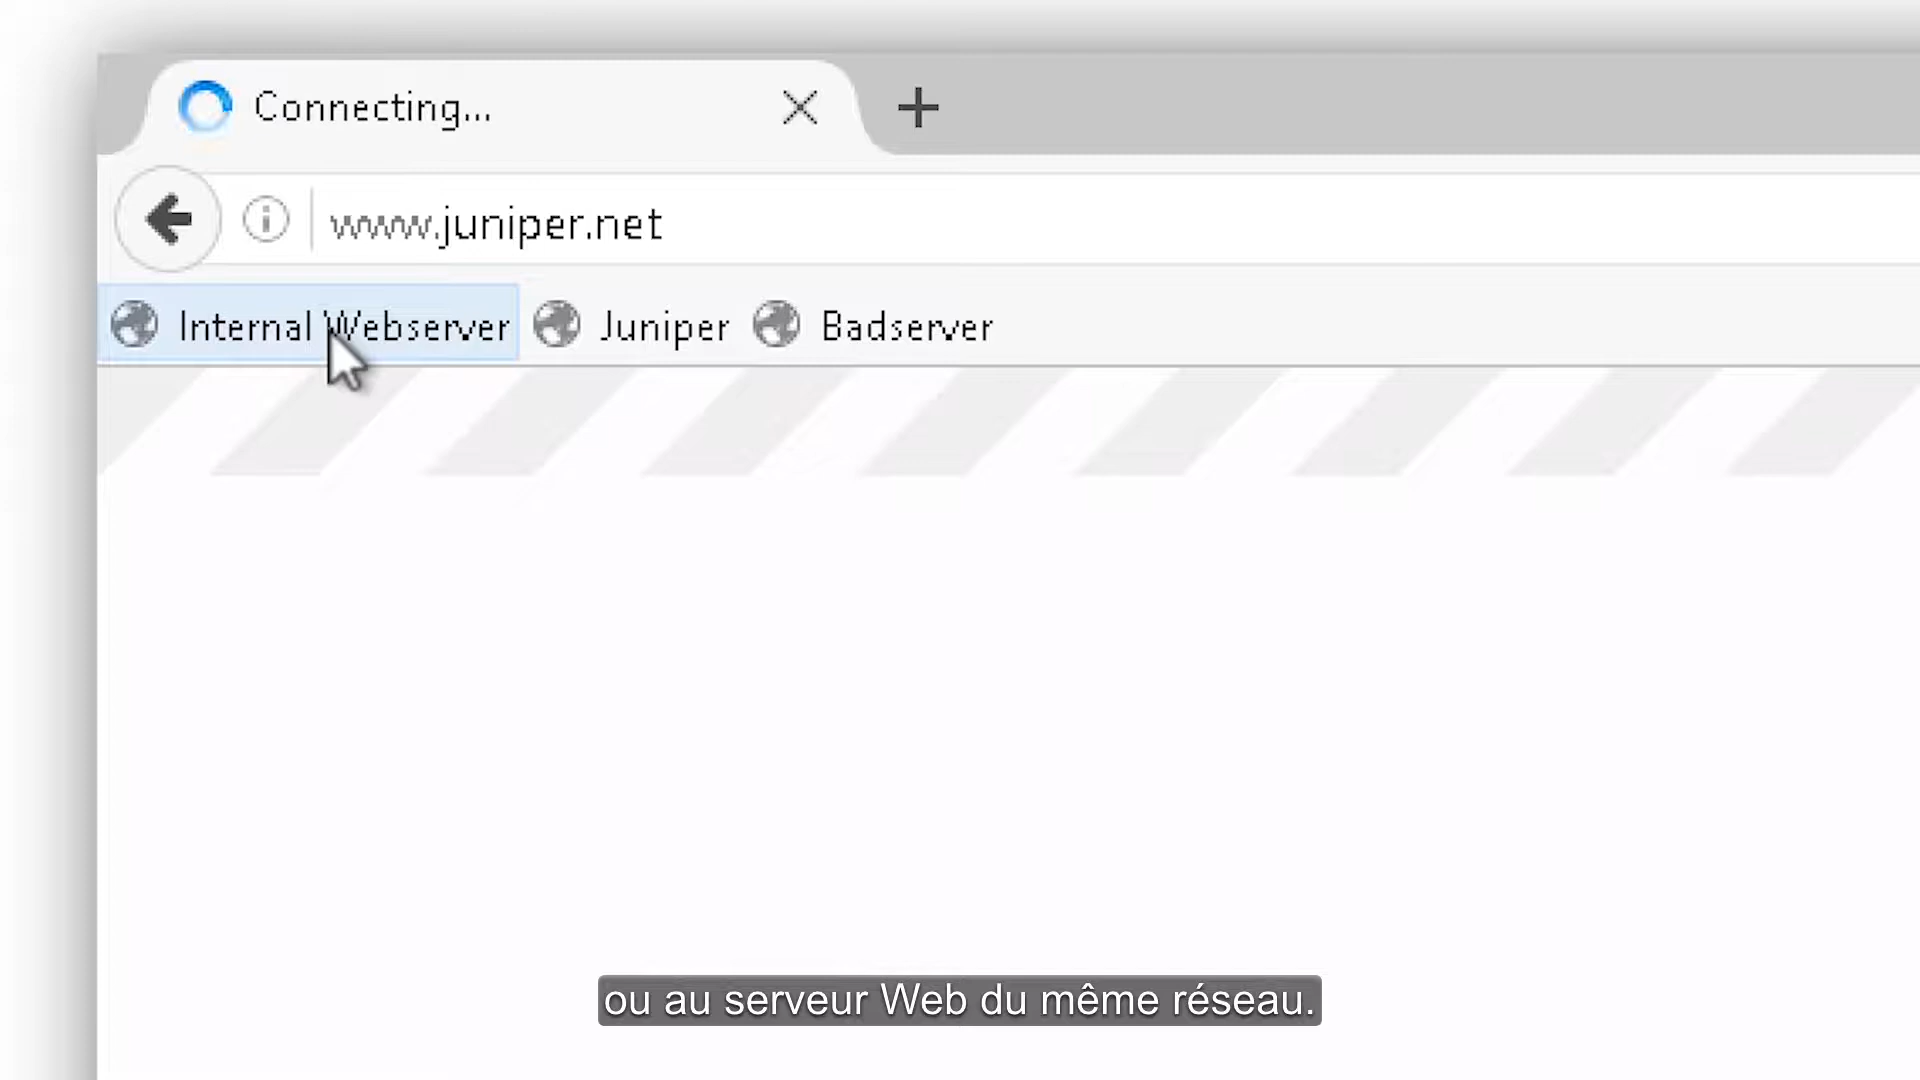 Connecting...
www.juniper.net
Internal Webserver Juniper Badserver
ou au serveur Web du même réseau.